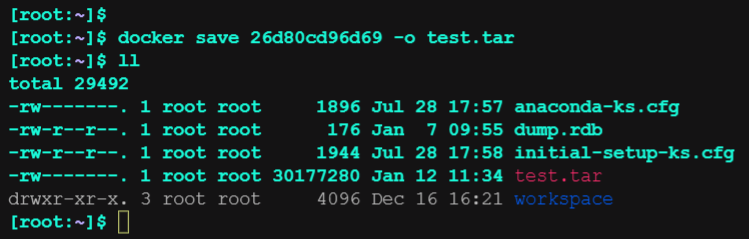 [root:~]$
[root:~]$ docker save 26d80cd96d69 -o test.tar
[root:~]$ ll
total 29492
-rw-------. 1 root root     1896 Jul 28 17:57 anaconda-ks.cfg
-rw-r--r--. 1 root root      176 Jan  7 09:55 dump.rdb
-rw-r--r--. 1 root root     1944 Jul 28 17:58 initial-setup-ks.cfg
-rw-------. 1 root root 30177280 Jan 12 11:34 test.tar
drwxr-xr-x. 3 root root     4096 Dec 16 16:21 workspace
[root:~]$